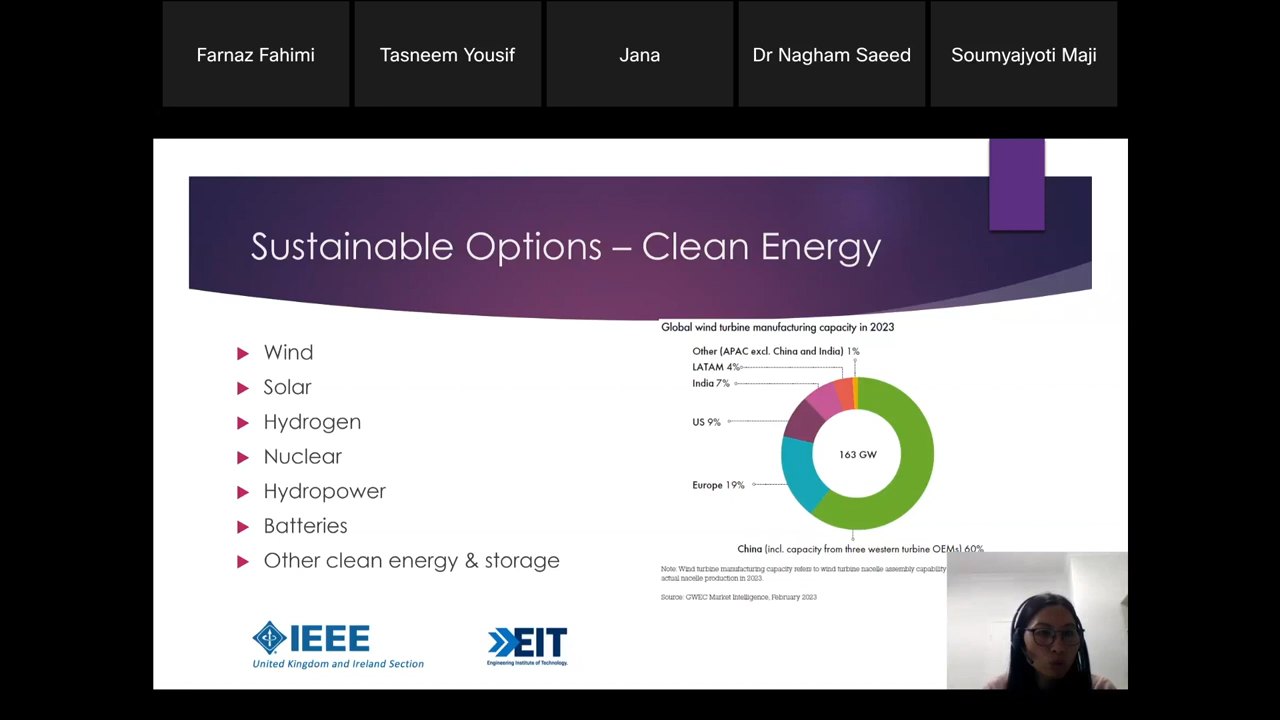 Farnaz Fahimi
Tasneem Yousif
Jana
Dr Nagham Saeed
Soumyajyoti Maji
Sustainable Options – Clean Energy
Wind
Solar
Hydrogen
Nuclear
Hydropower
Batteries
Other clean energy & storage
Global wind turbine manufacturing capacity in 2023
Other (APAC excl. China and India) 1%
LATAM 4%
India 7%
US 9%
163 GW
Europe 19%
China (incl. capacity from three western turbine OEMs) 60%
Note: Wind turbine manufacturing capacity refers to wind turbine nacelle assembly capability
actual nacelle production in 2023.
Source: GWEC Market Intelligence, February 2023
IEEE
United Kingdom and Ireland Section
EIT
Engineering Institute of Technology.